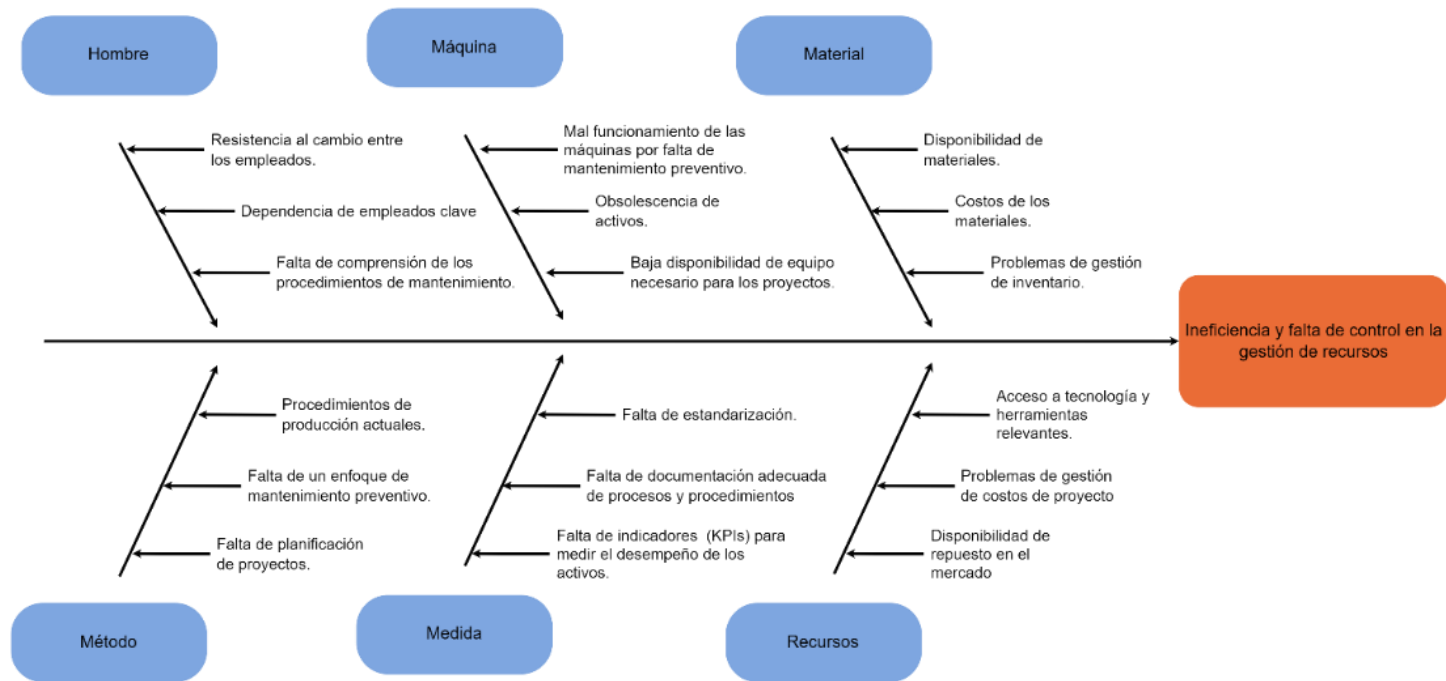 Hombre
Máquina
Material
Resistencia al cambio entre
los empleados.
Dependencia de empleados clave
Falta de comprensión de los
procedimientos de mantenimiento.
Mal funcionamiento de las
máquinas por falta de
mantenimiento preventivo.
Obsolescencia de
activos.
Baja disponibilidad de equipo
necesario para los proyectos.
Disponibilidad de
materiales.
Costos de los
materiales.
Problemas de gestión
de inventario.
Ineficiencia y falta de control en la
gestión de recursos
Procedimientos de
producción actuales.
Falta de un enfoque de
mantenimiento preventivo.
Falta de planificación
de proyectos.
Falta de estandarización.
Falta de documentación adecuada
de procesos y procedimientos
Falta de indicadores (KPIs) para
medir el desempeño de los
activos.
Acceso a tecnología y
herramientas
relevantes.
Problemas de gestión
de costos de proyecto
Disponibilidad de
repuesto en el
mercado
Método
Medida
Recursos